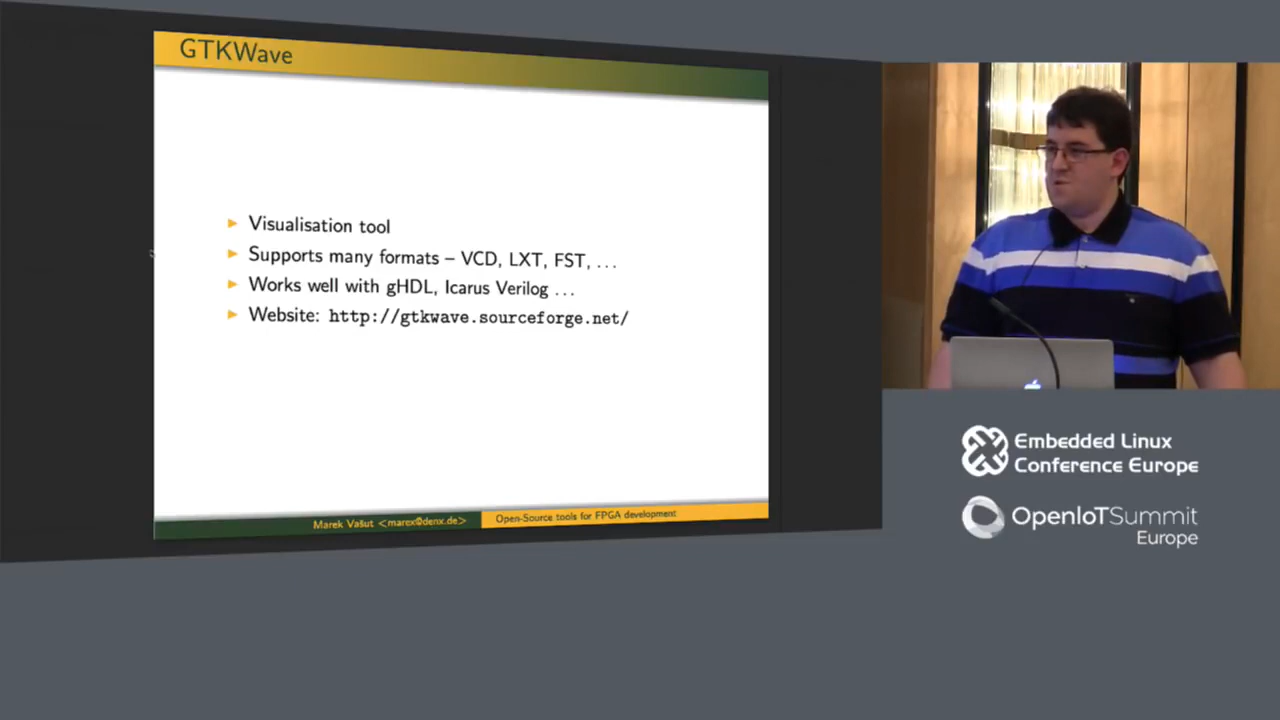 GTKWave
▶ Visualisation tool
▶ Supports many formats – VCD, LXT, FST, . . .
▶ Works well with gHDL, Icarus Verilog . . .
▶ Website: http://gtkwave.sourceforge.net/
Marek Vašut <marex@denx.de>
Open-Source tools for FPGA development
Embedded Linux
Conference Europe
OpenIoTSummit
Europe